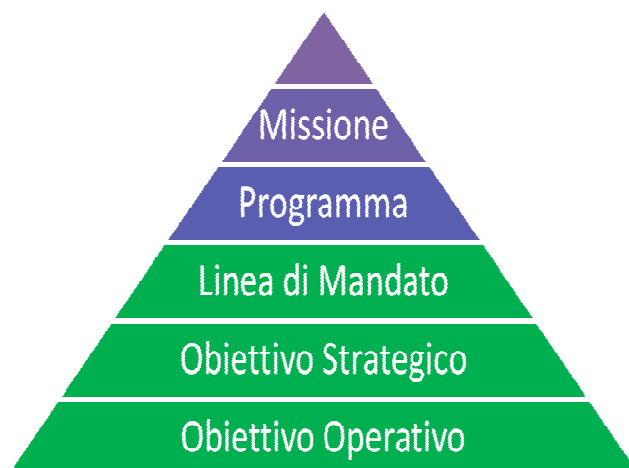 Missione
Programma
Linea di Mandato
Obiettivo Strategico
Obiettivo Operativo